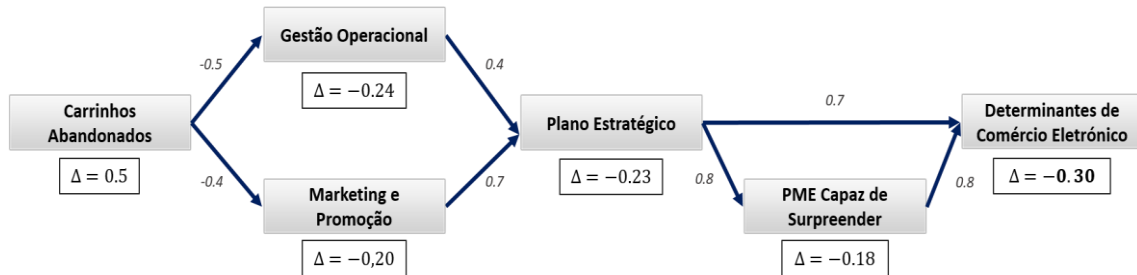 Gestão Operacional
Δ = −0.24
-0.5
0.4
Carrinhos
Abandonados
Δ = 0.5
-0.4
Marketing e
Promoção
Δ = −0,20
0.7
Plano Estratégico
Δ = −0.23
0.7
0.8
PME Capaz de
Surpreender
Δ = −0.18
0.8
Determinantes de
Comércio Eletrónico
Δ = −0.30